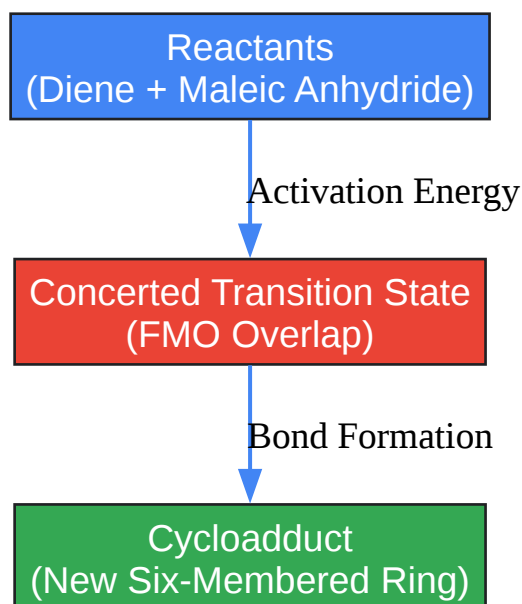 Reactants
(Diene + Maleic Anhydride)
Activation Energy
Concerted Transition State
(FMO Overlap)
Bond Formation
Cycloadduct
(New Six-Membered Ring)